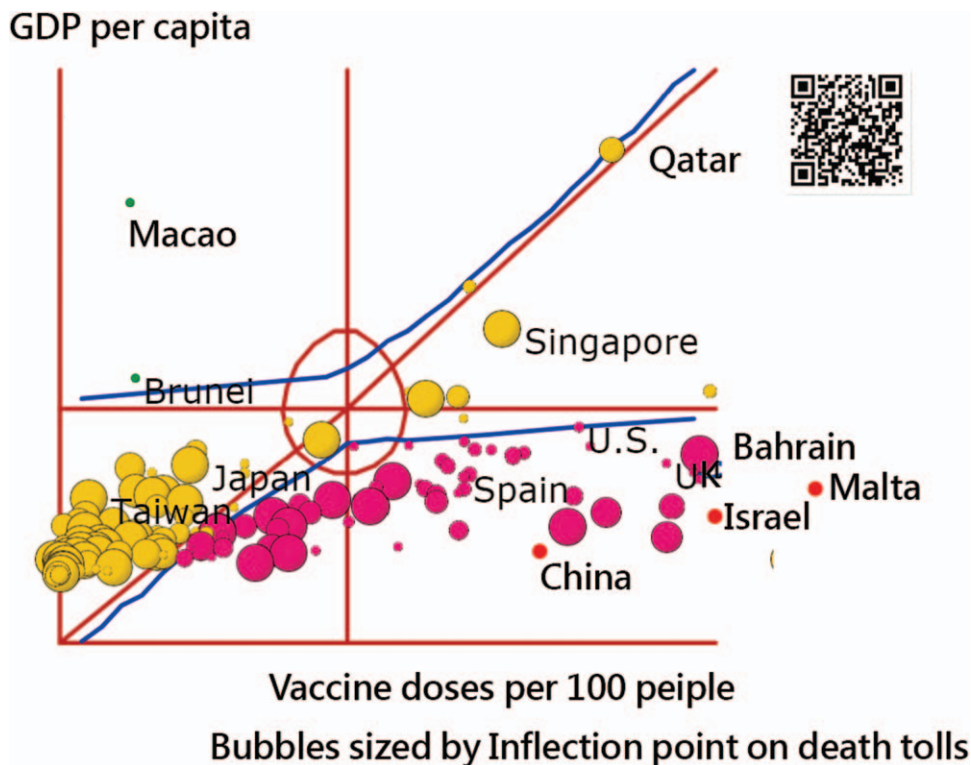 GDP per capita
Qatar
Macao
Singapore
Brunei
U.S.
Bahrain
UK
Japan
Spain
Malta
Taiwan
Israel
China
Vaccine doses per 100 peiple
Bubbles sized by Inflection point on death tolls